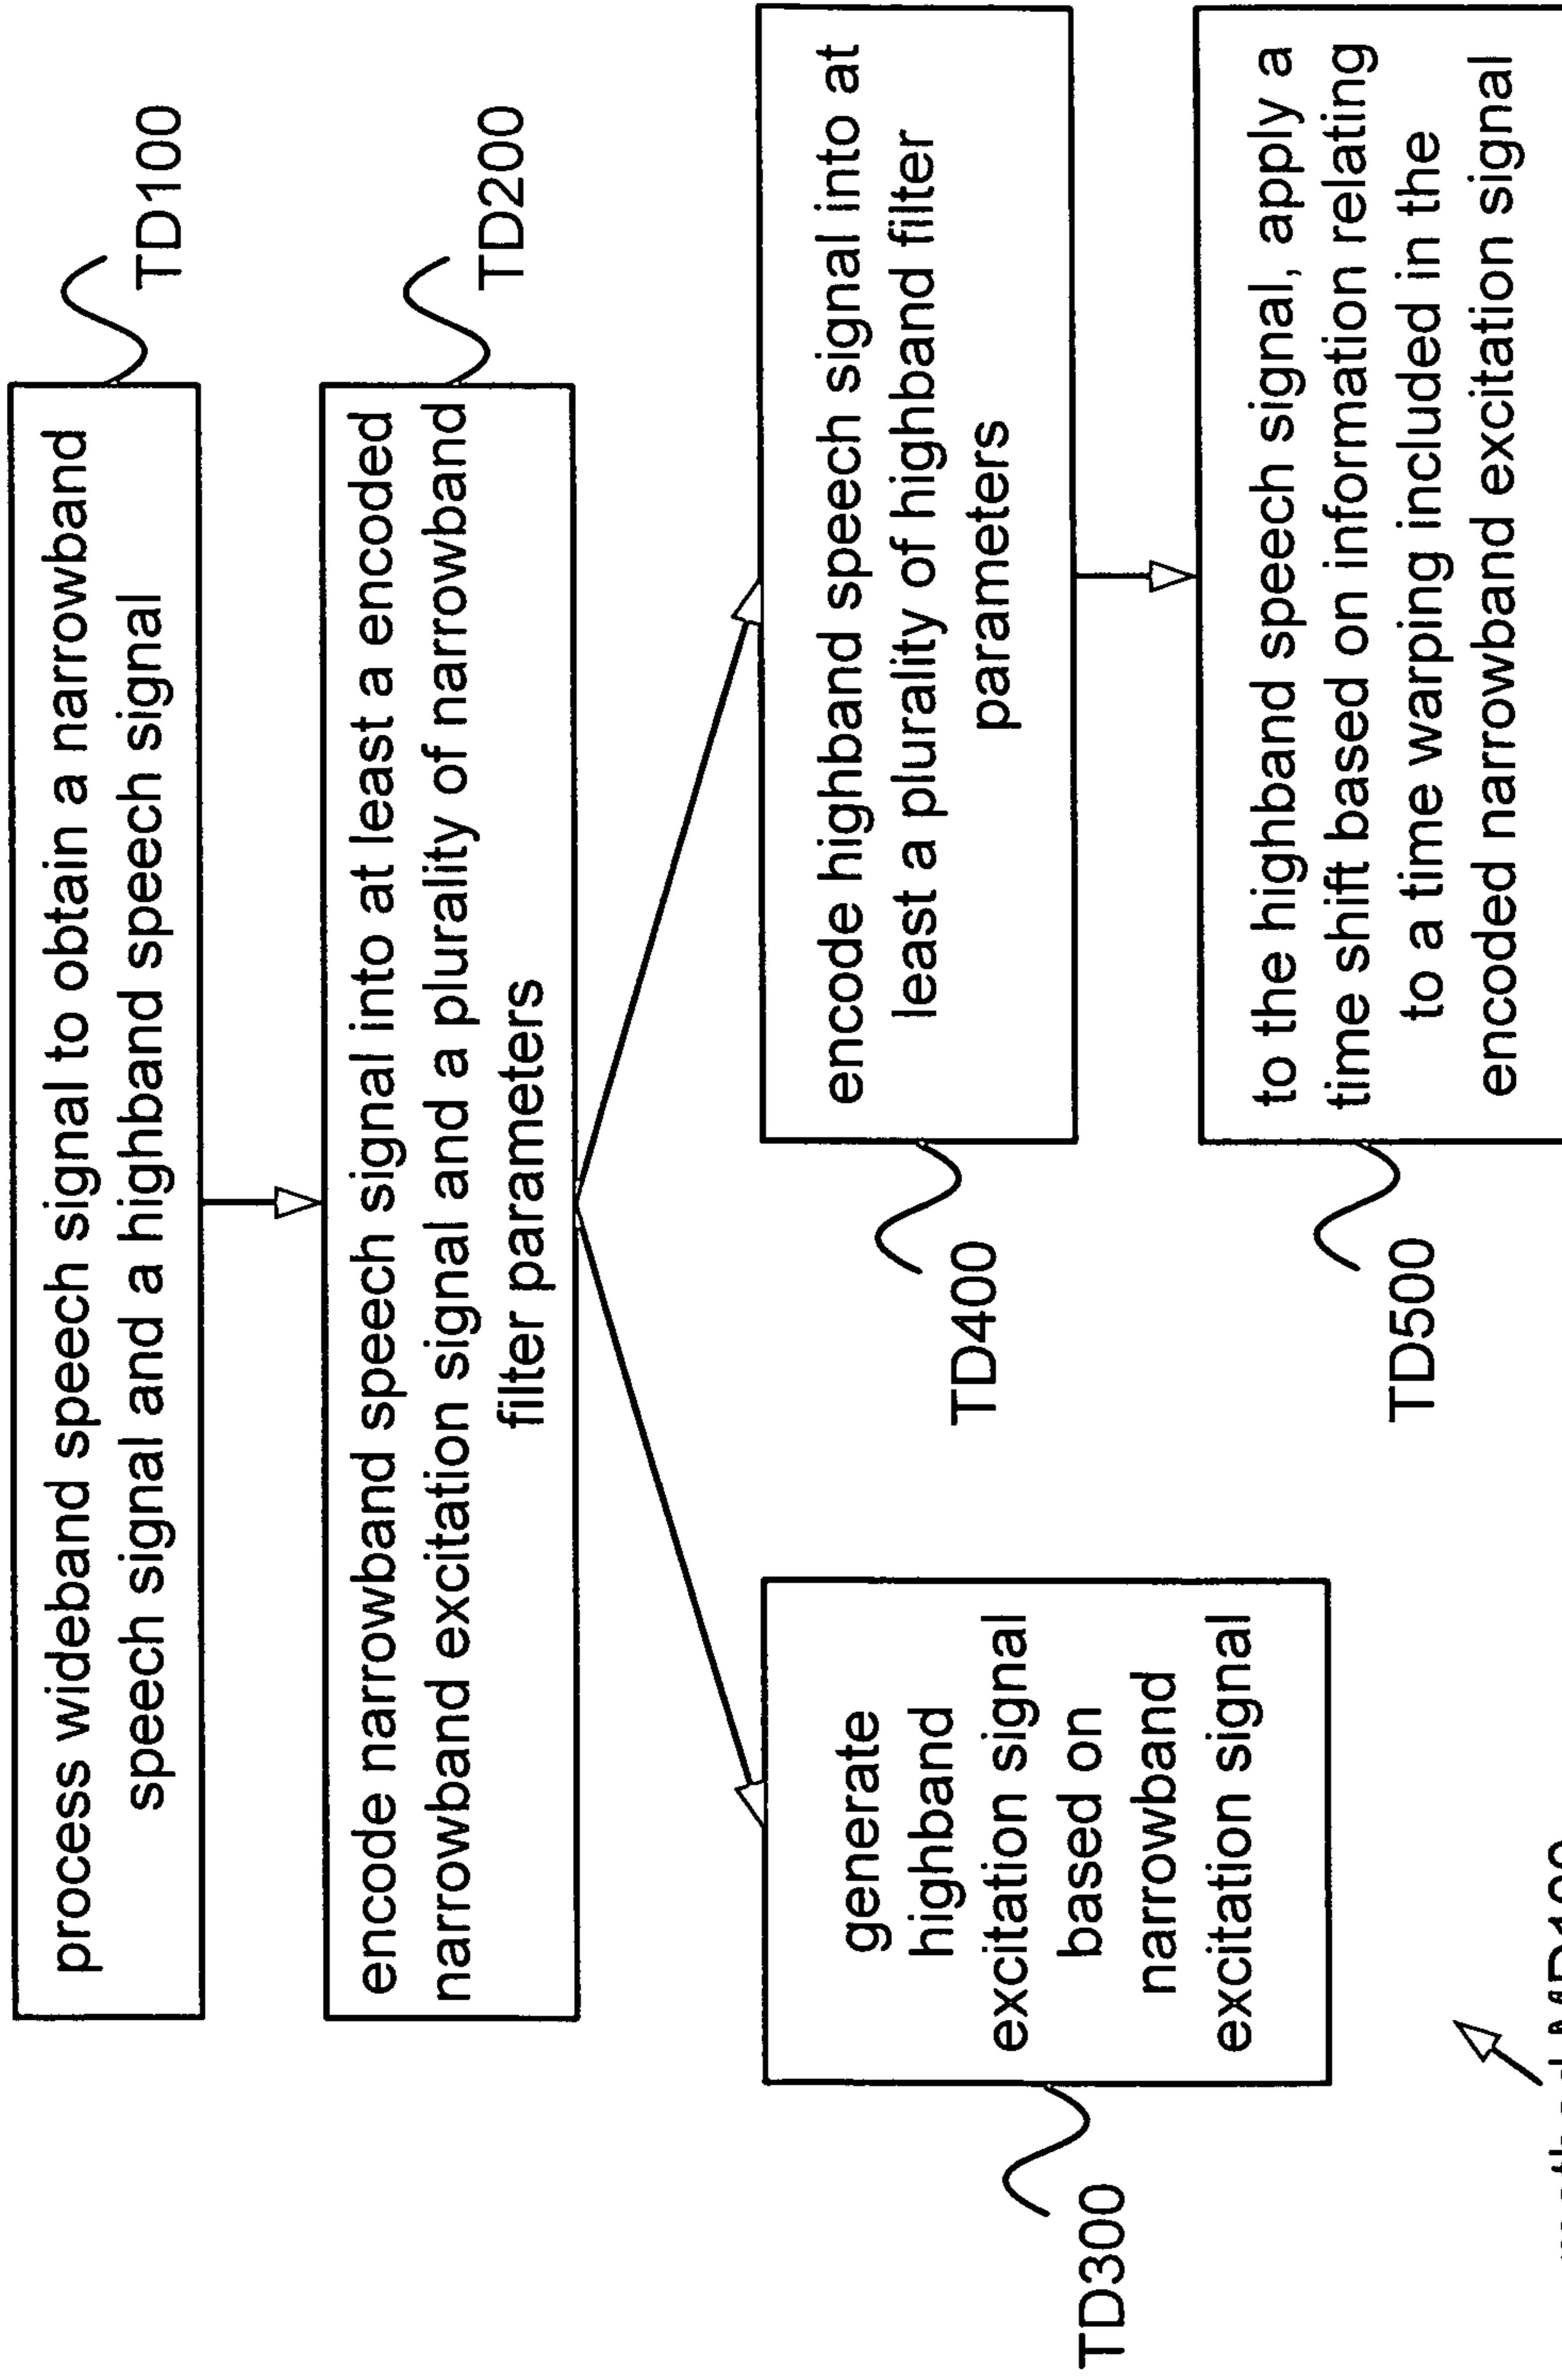 process wideband speech signal to obtain a narrowband
speech signal and a highband speech signal
TD100
encode narrowband speech signal into at least a encoded
narrowband excitation signal and a plurality of narrowband
filter parameters
TD200
generate
highband
excitation signal
based on
narrowband
excitation signal
TD300
encode highband speech signal into at
least a plurality of highband filter
parameters
TD400
to the highband speech signal, apply a
time shift based on information relating
to a time warping included in the
encoded narrowband excitation signal
TD500